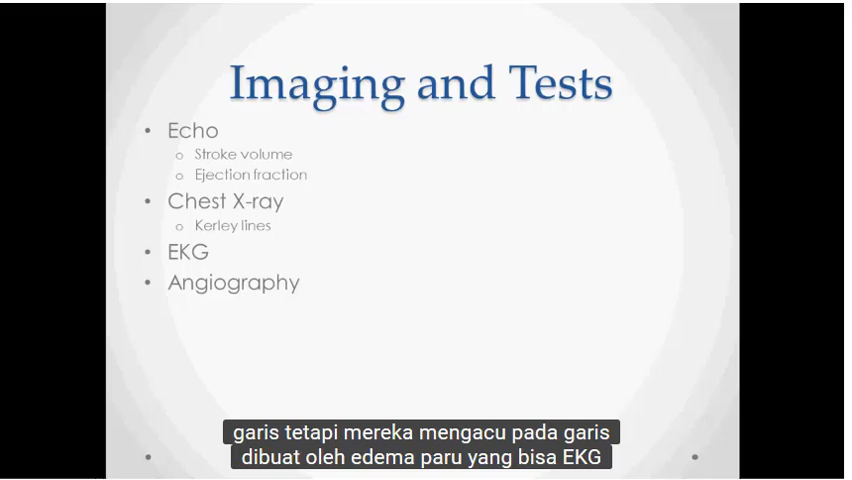 Imaging and Tests
• Echo
o Stroke volume
o Ejection fraction
• Chest X-ray
o Kerley lines
• EKG
• Angiography
garis tetapi mereka mengacu pada garis
dibuat oleh edema paru yang bisa EKG